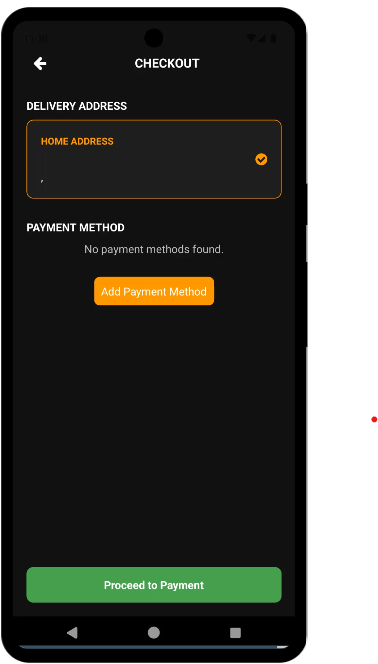 CHECKOUT
DELIVERY ADDRESS
HOME ADDRESS
,
PAYMENT METHOD
No payment methods found.
Add Payment Method
Proceed to Payment